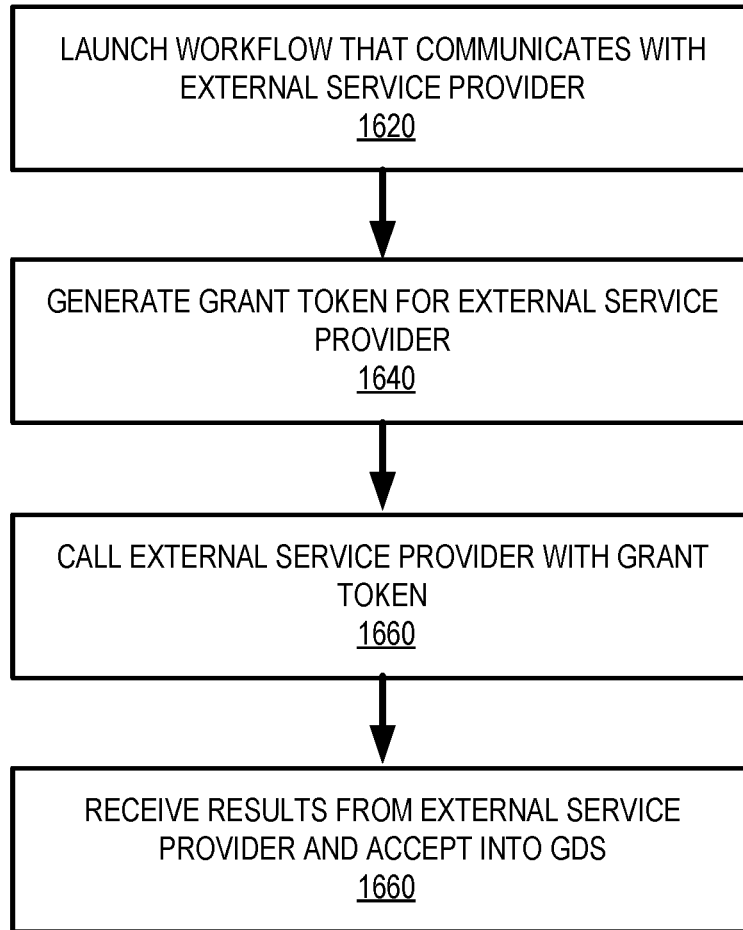 LAUNCH WORKFLOW THAT COMMUNICATES WITH
EXTERNAL SERVICE PROVIDER
1620
GENERATE GRANT TOKEN FOR EXTERNAL SERVICE
PROVIDER
1640
CALL EXTERNAL SERVICE PROVIDER WITH GRANT
TOKEN
1660
RECEIVE RESULTS FROM EXTERNAL SERVICE
PROVIDER AND ACCEPT INTO GDS
1660